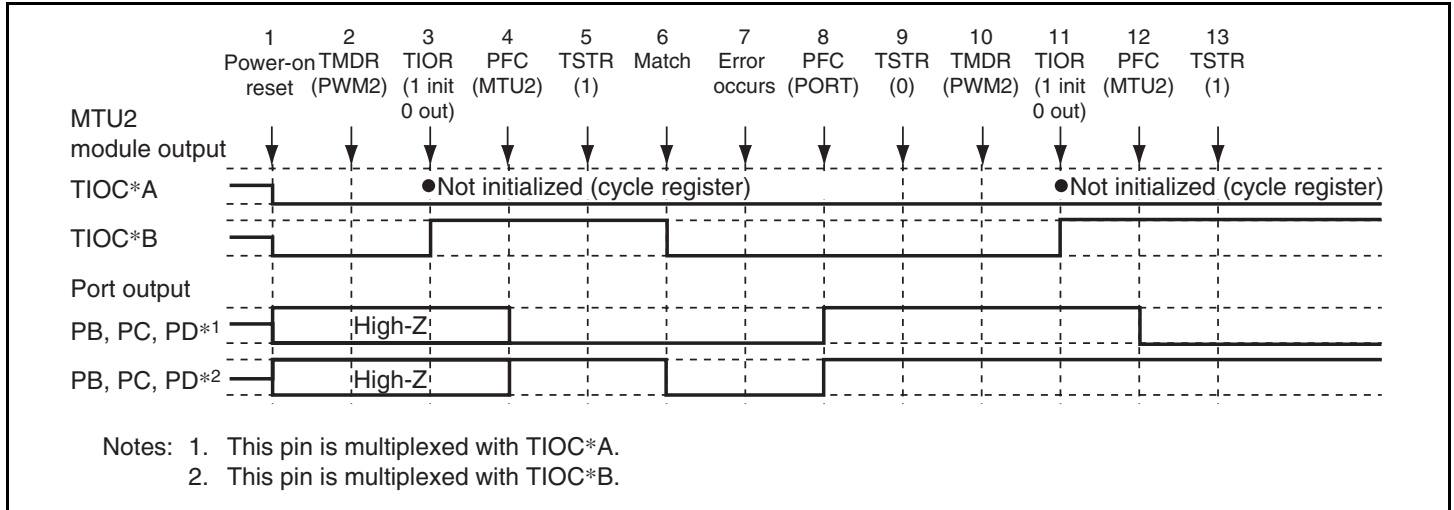 1 2 3 4 5 6 7 8 9 10 11 12 13
Power-on TMDR TIOR PFC TSTR Match Error PFC TSTR TMDR TIOR PFC TSTR
reset (PWM2) (1 init (MTU2) (1) occurs (PORT) (0) (PWM2) (1 init (MTU2) (1)
0 out) 0 out)
MTU2
module output
TIOC*A ●Not initialized (cycle register) ●Not initialized (cycle register)
TIOC*B
Port output
PB, PC, PD*1 High-Z
PB, PC, PD*2 High-Z
Notes: 1. This pin is multiplexed with TIOC*A.
2. This pin is multiplexed with TIOC*B.